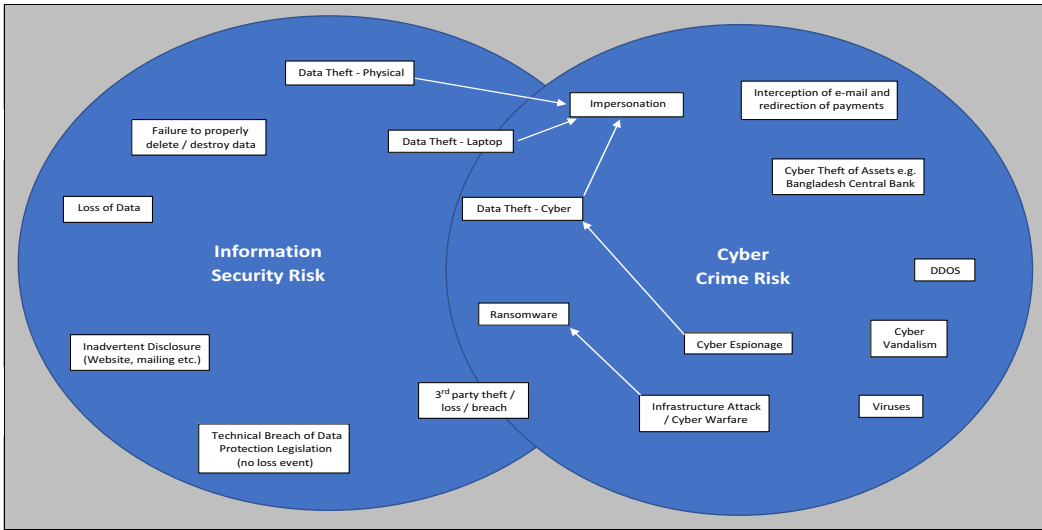 Data Theft - Physical
Impersonation
Interception of e-mail and
redirection of payments
Failure to properly
delete / destroy data
Data Theft - Laptop
Cyber Theft of Assets e.g.
Bangladesh Central Bank
Loss of Data
Data Theft - Cyber
Information
Security Risk
Cyber
Crime Risk
DDOS
Ransomware
Inadvertent Disclosure
(Website, mailing etc.)
Cyber Espionage
Cyber
Vandalism
3rd party theft /
loss / breach
Infrastructure Attack
/ Cyber Warfare
Viruses
Technical Breach of Data
Protection Legislation
(no loss event)